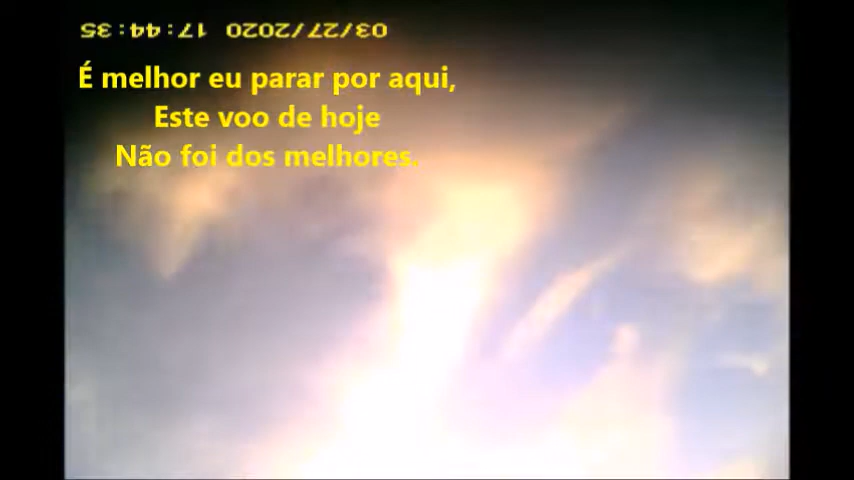 03/27/2020 17:44:35
É melhor eu parar por aqui,
Este voo de hoje
Não foi dos melhores.